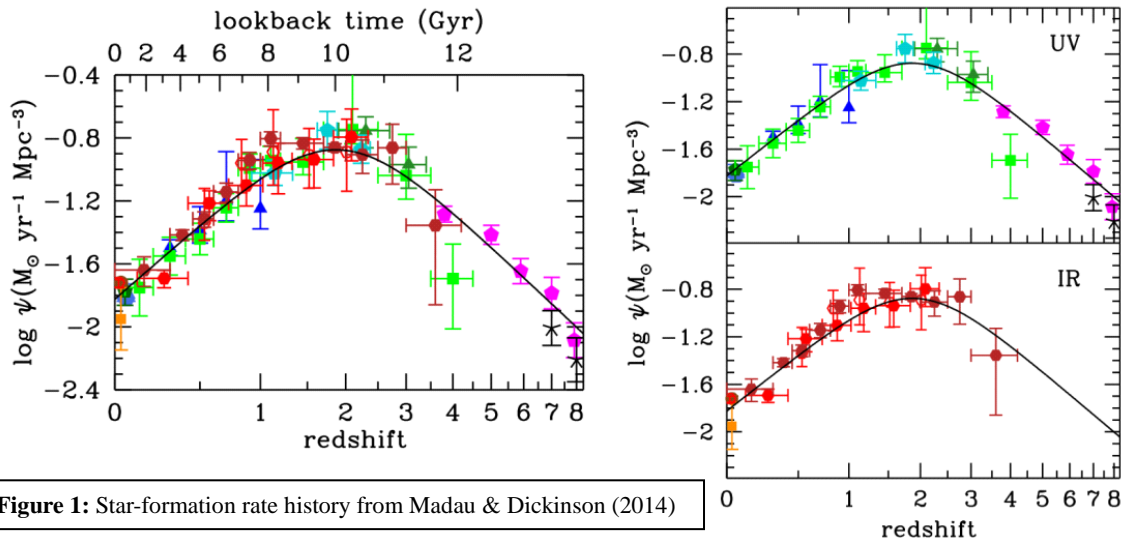 lookback time (Gyr)
0 2 4 6 8 10 12
-0.4
-0.8
-1.2
-1.6
-2
-2.4
log ψ(M⊙ yr⁻¹ Mpc⁻³)
0 1 2 3 4 5 6 7 8
redshift
UV
-0.8
-1.2
-1.6
-2
IR
-0.8
-1.2
-1.6
-2
log ψ(M⊙ yr⁻¹ Mpc⁻³)
0 1 2 3 4 5 6 7 8
redshift
Figure 1: Star-formation rate history from Madau & Dickinson (2014)